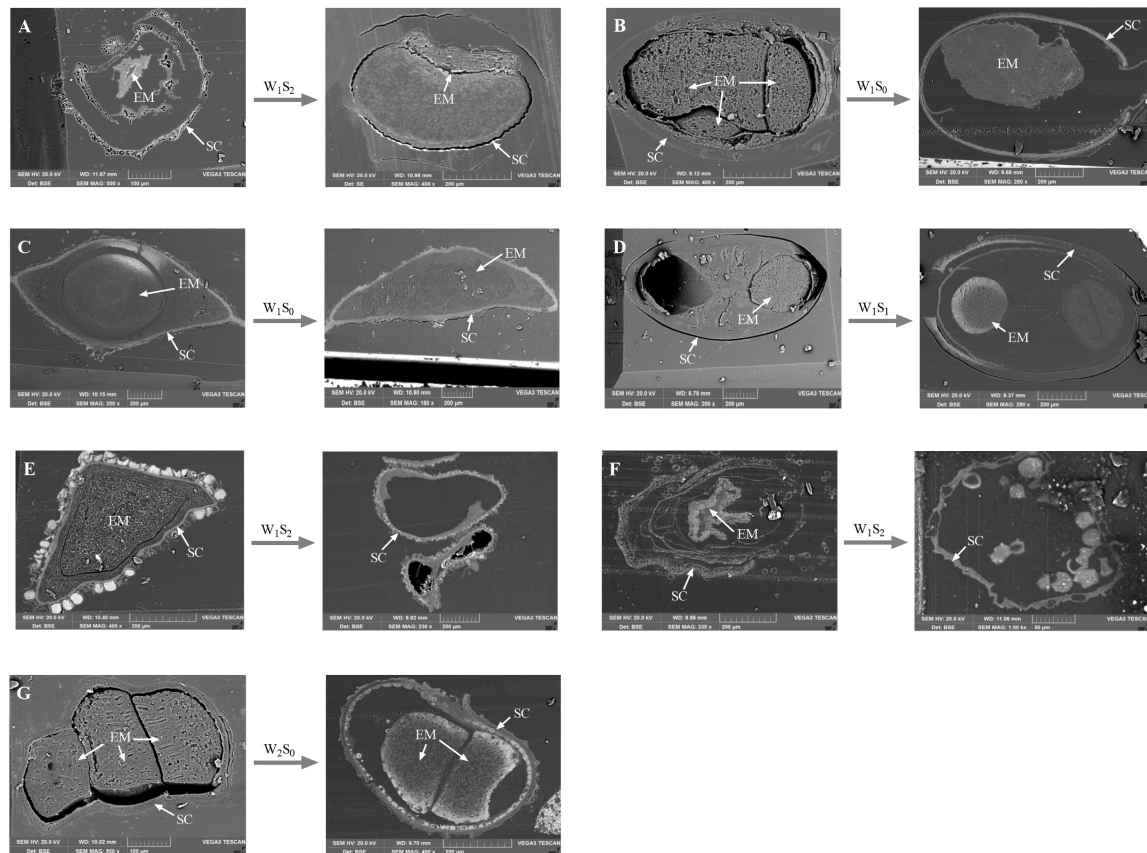 A
EM
SC
SEM HV: 20.0 kV WD: 11.87 mm VEGA3 TESCAN
Det: BSE SEM MAG: 500 x 100 µm
W1S2
EM
SC
SEM HV: 20.0 kV WD: 10.88 mm VEGA3 TESCAN
Det: SE SEM MAG: 400 x 200 µm
B
EM
SC
SEM HV: 20.0 kV WD: 9.12 mm VEGA3 TESCAN
Det: BSE SEM MAG: 400 x 200 µm
W1S0
SC
EM
SEM HV: 20.0 kV WD: 9.88 mm VEGA3 TESCAN
Det: BSE SEM MAG: 280 x 200 µm
C
EM
SC
SEM HV: 20.0 kV WD: 10.15 mm VEGA3 TESCAN
Det: BSE SEM MAG: 200 x 200 µm
W1S0
EM
SC
SEM HV: 20.0 kV WD: 10.80 mm VEGA3 TESCAN
Det: BSE SEM MAG: 180 x 200 µm
D
EM
SC
SEM HV: 20.0 kV WD: 8.78 mm VEGA3 TESCAN
Det: BSE SEM MAG: 200 x 200 µm
W1S1
SC
EM
SEM HV: 20.0 kV WD: 9.37 mm VEGA3 TESCAN
Det: BSE SEM MAG: 280 x 200 µm
E
EM
SC
SEM HV: 20.0 kV WD: 10.40 mm VEGA3 TESCAN
Det: BSE SEM MAG: 400 x 200 µm
W1S2
SC
SEM HV: 20.0 kV WD: 9.92 mm VEGA3 TESCAN
Det: BSE SEM MAG: 230 x 200 µm
F
EM
SC
SEM HV: 20.0 kV WD: 9.98 mm VEGA3 TESCAN
Det: BSE SEM MAG: 330 x 200 µm
W1S2
SC
SEM HV: 20.0 kV WD: 11.06 mm VEGA3 TESCAN
Det: BSE SEM MAG: 1.00 kx 50 µm
G
EM
SC
SEM HV: 20.0 kV WD: 10.02 mm VEGA3 TESCAN
Det: BSE SEM MAG: 500 x 100 µm
W2S0
SC
EM
SEM HV: 20.0 kV WD: 9.70 mm VEGA3 TESCAN
Det: BSE SEM MAG: 400 x 200 µm